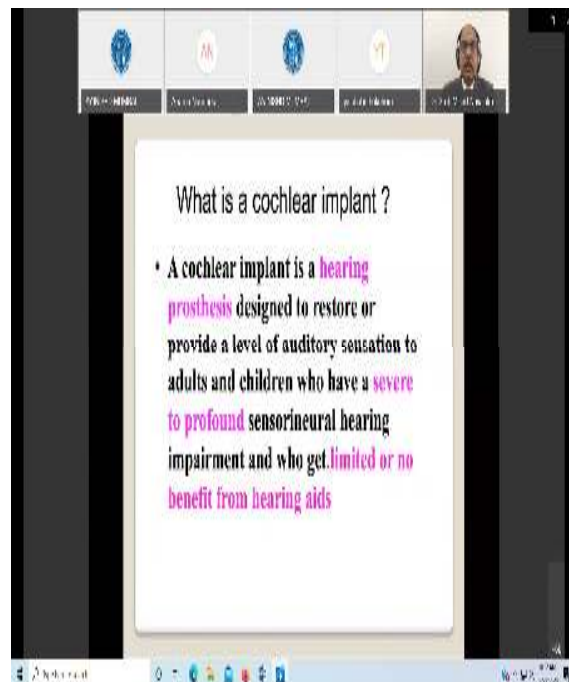 AN
YT
What is a cochlear implant ?
• A cochlear implant is a hearing
prosthesis designed to restore or
provide a level of auditory sensation to
adults and children who have a severe
to profound sensorineural hearing
impairment and who get.limited or no
benefit from hearing aids